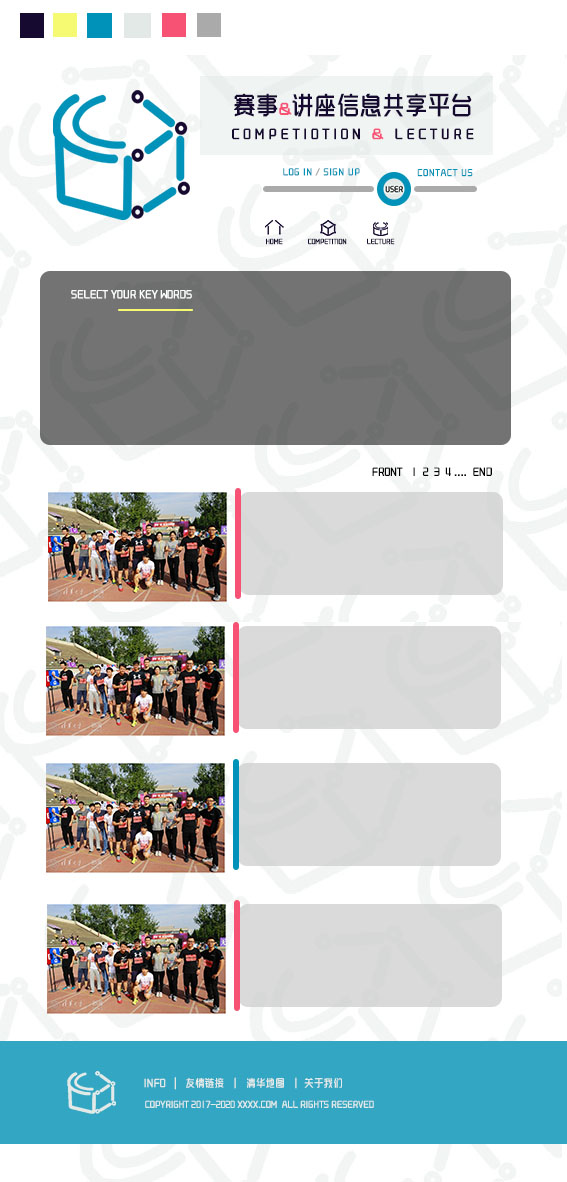 赛事&讲座信息共享平台
COMPETIOTION & LECTURE
LOG IN / SIGN UP
USER
CONTACT US
HOME
COMPETITION
LECTURE
SELECT YOUR KEY WORDS
FRONT 1 2 3 4.... END
INFO | 友情链接 | 清华地图 | 关于我们
COPYRIGHT 2017-2020 XXXX.COM ALL RIGHTS RESERVED